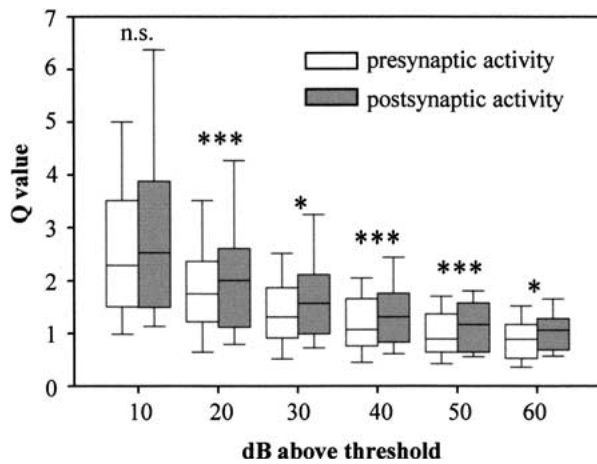 7
n.s.
presynaptic activity
6
postsynaptic activity
5
***
4
*
***
3
***
*
2
1
0
Q value
10 20 30 40 50 60
dB above threshold